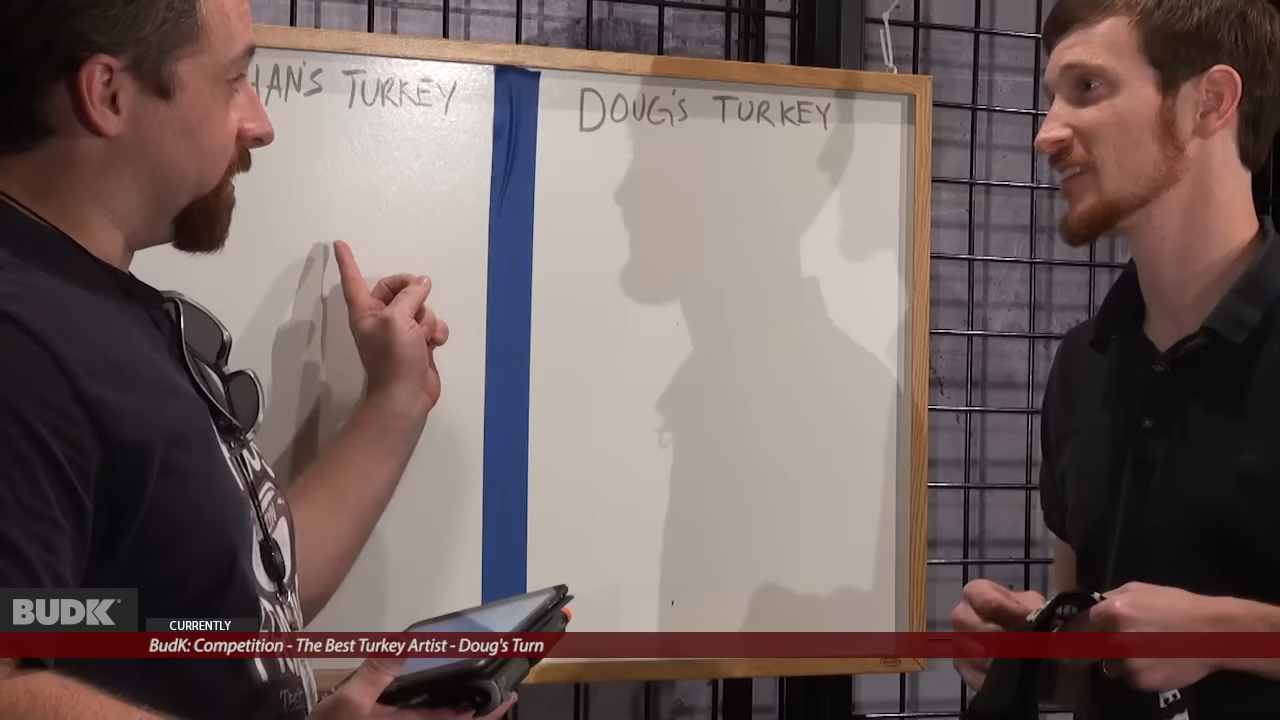 HAN'S TURKEY
DOUG'S TURKEY
BUDK
CURRENTLY
BudK: Competition - The Best Turkey Artist - Doug's Turn